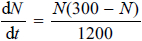 dN/dt = N(300 − N)/1200